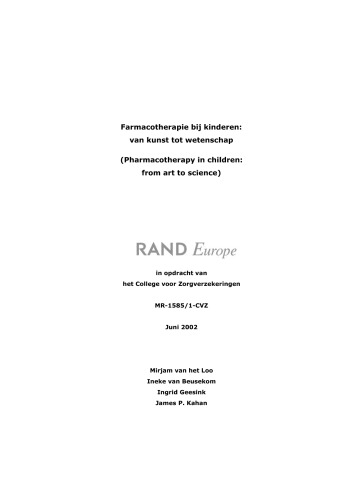 Farmacotherapie bij kinderen:
van kunst tot wetenschap
(Pharmacotherapy in children:
from art to science)
RAND Europe
in opdracht van
het College voor Zorgverzekeringen
MR-1585/1-CVZ
Juni 2002
Mirjam van het Loo
Ineke van Beusekom
Ingrid Geesink
James P. Kahan